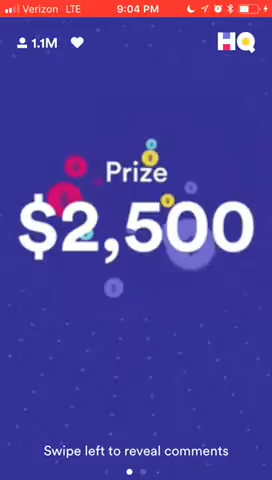 Verizon LTE 9:04 PM
1.1M HQ
Prize
$2,500
Swipe left to reveal comments